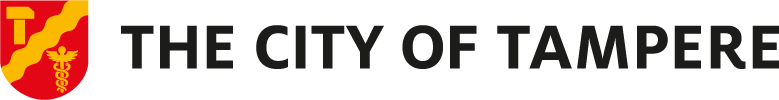 THE CITY OF TAMPERE